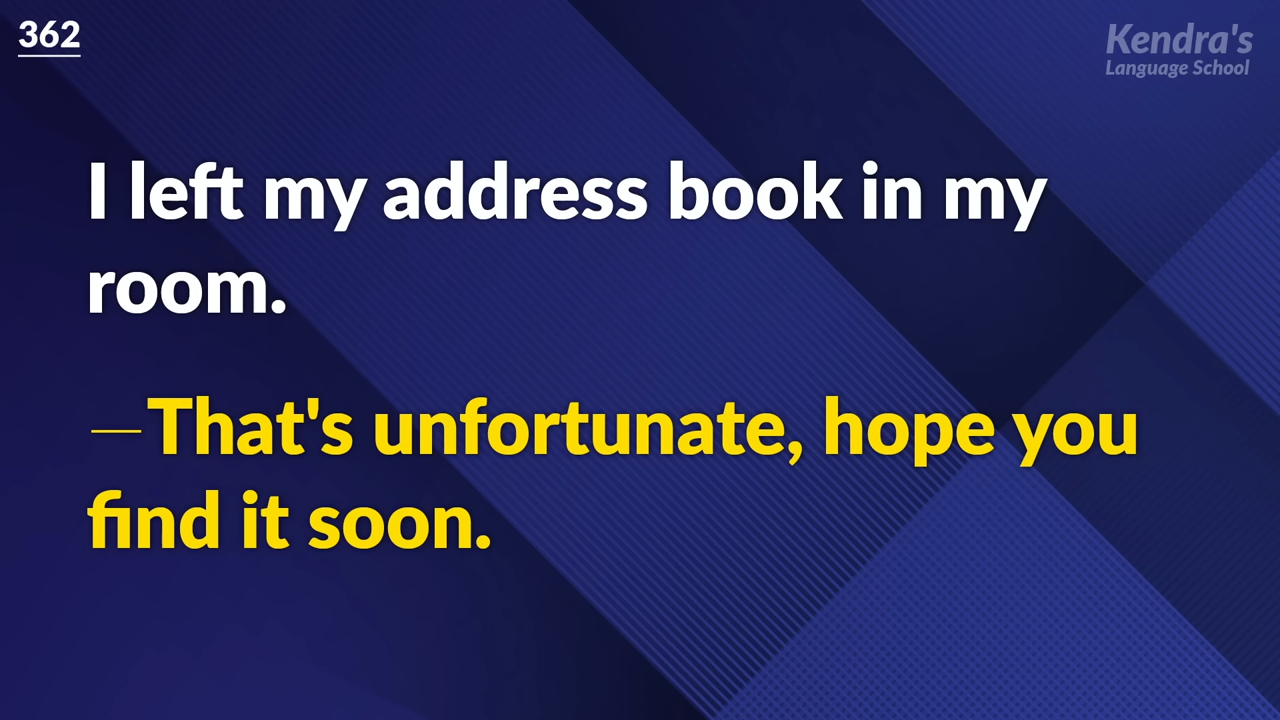 362
Kendra's
Language School
I left my address book in my
room.
—That's unfortunate, hope you
find it soon.